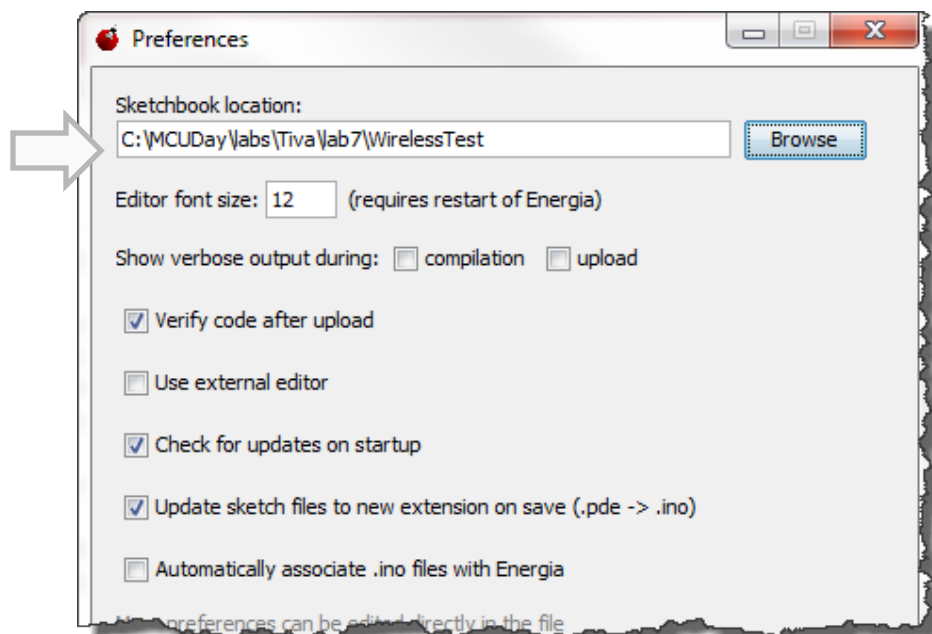 Preferences
Sketchbook location:
C:\MCUDay\labs\Tiva\lab7\WirelessTest Browse
Editor font size: 12 (requires restart of Energia)
Show verbose output during: compilation upload
Verify code after upload
Use external editor
Check for updates on startup
Update sketch files to new extension on save (.pde -> .ino)
Automatically associate .ino files with Energia
preferences can be edited directly in the file